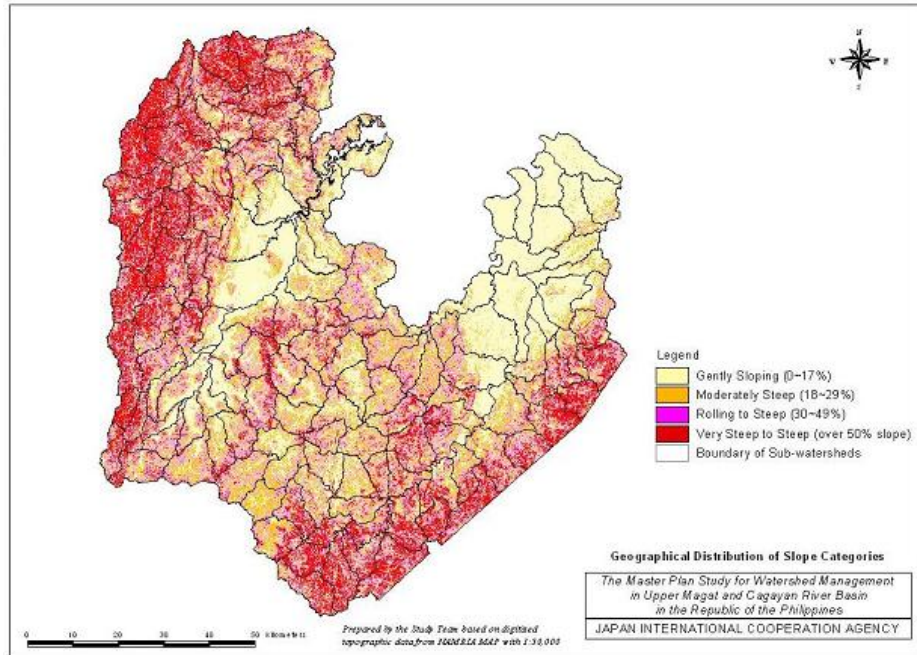 N
W E
S
Legend
Gently Sloping (0~17%)
Moderately Steep (18~29%)
Rolling to Steep (30~49%)
Very Steep to Steep (over 50% slope)
Boundary of Sub-watersheds
Geographical Distribution of Slope Categories
The Master Plan Study for Watershed Management
in Upper Magat and Cagayan River Basin
in the Republic of the Philippines
JAPAN INTERNATIONAL COOPERATION AGENCY
0 10 20 30 40 50 Kilometers
Prepared by the Study Team based on digitized
topographic data from NAMRIA MAP with 1:50,000